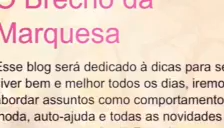 O Brechó da
Marquesa
Esse blog será dedicado à dicas para se
viver bem e melhor todos os dias, iremo
abordar assuntos como comportamento
moda, auto-ajuda e todas as novidades